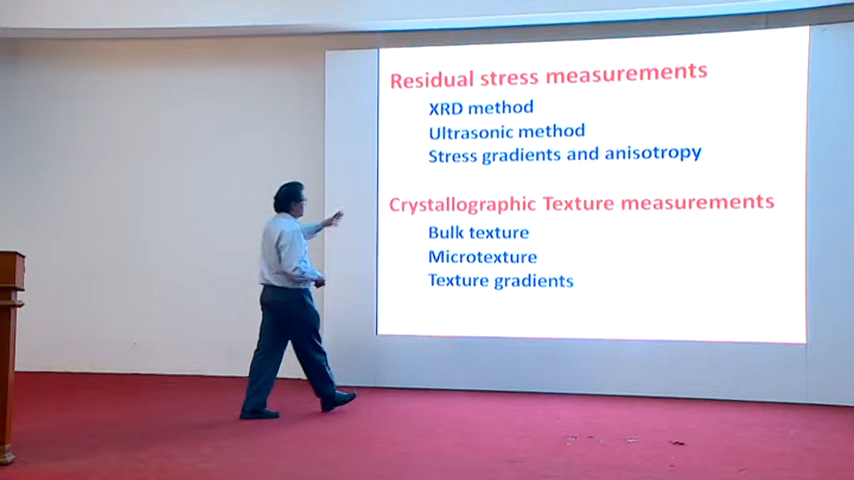 Residual stress measurements
XRD method
Ultrasonic method
Stress gradients and anisotropy
Crystallographic Texture measurements
Bulk texture
Microtexture
Texture gradients